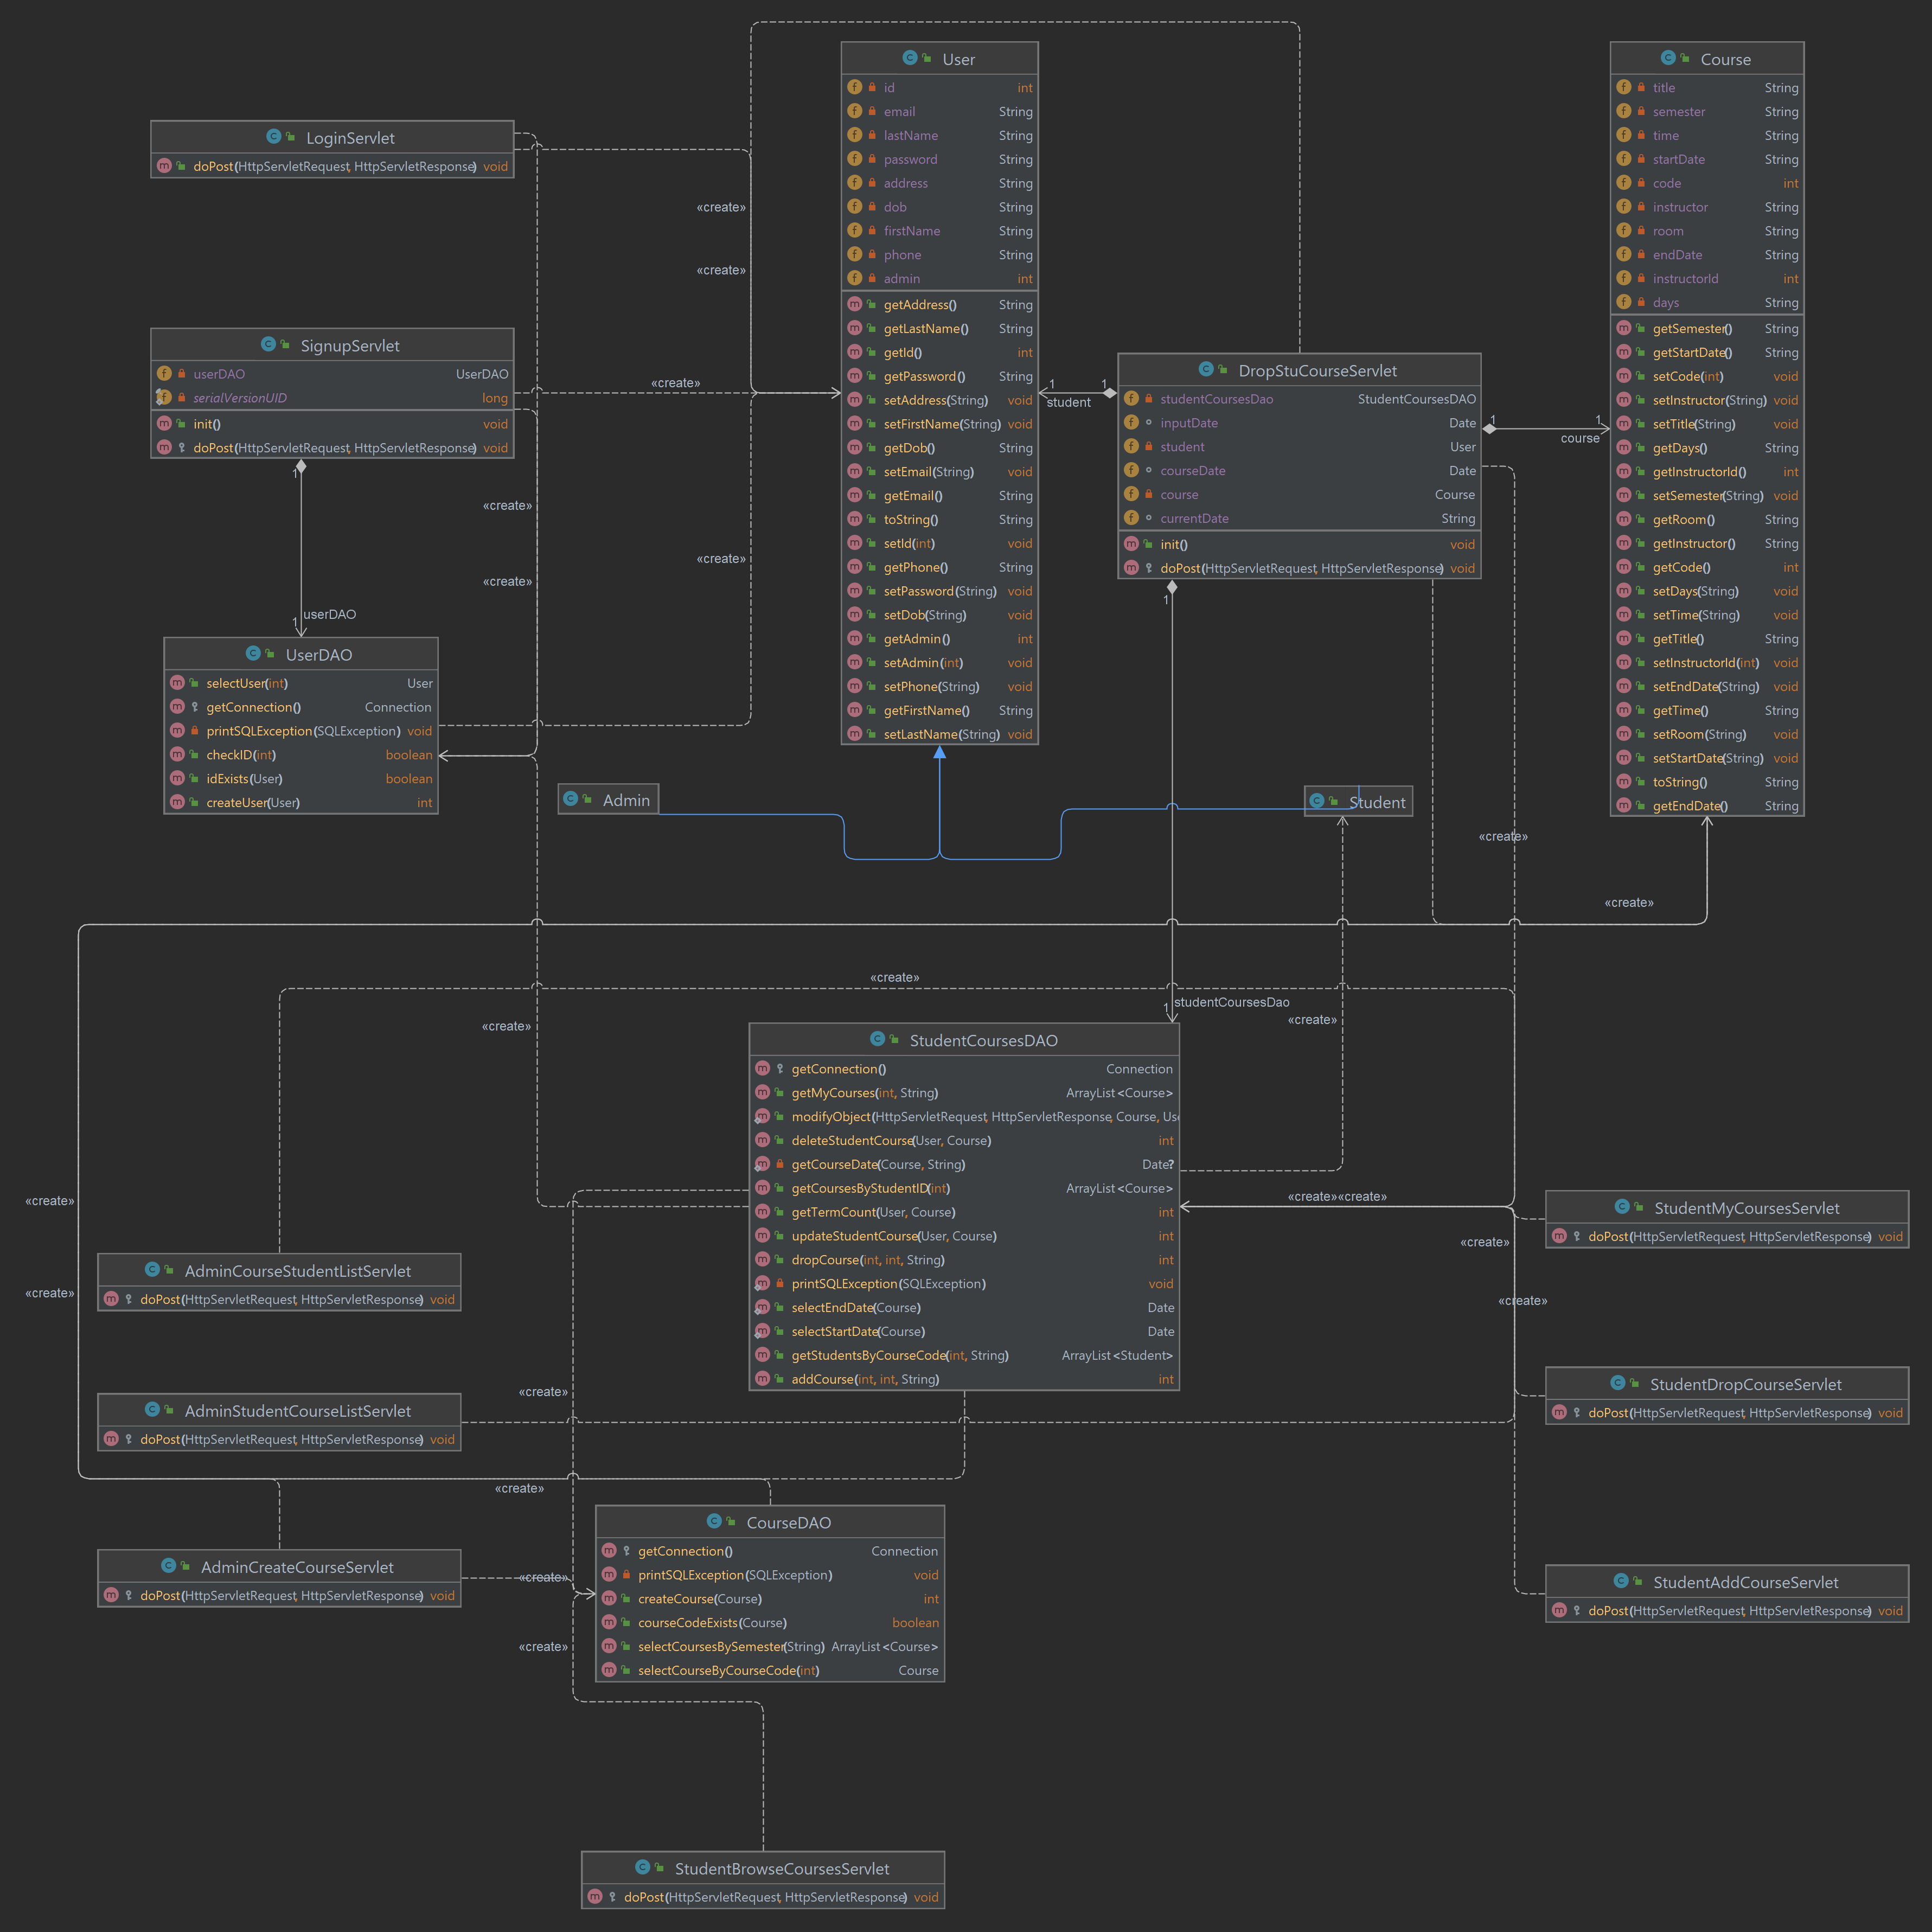 User
id int
email String
lastName String
password String
address String
dob String
firstName String
phone String
admin int
getAddress() String
getLastName() String
getId() int
getPassword() String
setAddress(String) void
setFirstName(String) void
getDob() String
setEmail(String) void
getEmail() String
toString() String
setId(int) void
getPhone() String
setPassword(String) void
setDob(String) void
getAdmin() int
setAdmin(int) void
setPhone(String) void
getFirstName() String
setLastName(String) void
Course
title String
semester String
time String
startDate String
code int
instructor String
room String
endDate String
instructorId int
days String
getSemester() String
getStartDate() String
setCode(int) void
setInstructor(String) void
setTitle(String) void
getDays() String
getInstructorId() int
setSemester(String) void
getRoom() String
getInstructor() String
getCode() int
setDays(String) void
setTime(String) void
getTitle() String
setInstructorId(int) void
setEndDate(String) void
getTime() String
setRoom(String) void
setStartDate(String) void
toString() String
getEndDate() String
LoginServlet
doPost(HttpServletRequest, HttpServletResponse) void
«create»
«create»
SignupServlet
userDAO UserDAO
serialVersionUID long
init() void
doPost(HttpServletRequest, HttpServletResponse) void
«create»
DropStuCourseServlet
studentCoursesDao StudentCoursesDAO
inputDate Date
student User
courseDate Date
course Course
currentDate String
init() void
doPost(HttpServletRequest, HttpServletResponse) void
1
1
student
1
1
course
1
«create»
«create»
«create»
1
userDAO
1
1
UserDAO
selectUser(int) User
getConnection() Connection
printSQLException(SQLException) void
checkID(int) boolean
idExists(User) boolean
createUser(User) int
Admin
Student
«create»
«create»
«create»
«create»
1
studentCoursesDao
«create»
StudentCoursesDAO
getConnection() Connection
getMyCourses(int, String) ArrayList<Course>
modifyObject(HttpServletRequest, HttpServletResponse, Course, Use
deleteStudentCourse(User, Course) int
getCourseDate(Course, String) Date?
getCoursesByStudentID(int) ArrayList<Course>
getTermCount(User, Course) int
updateStudentCourse(User, Course) int
dropCourse(int, int, String) int
printSQLException(SQLException) void
selectEndDate(Course) Date
selectStartDate(Course) Date
getStudentsByCourseCode(int, String) ArrayList<Student>
addCourse(int, int, String) int
«create»«create»
«create»
«create»
StudentMyCoursesServlet
doPost(HttpServletRequest, HttpServletResponse) void
«create»
«create»
AdminCourseStudentListServlet
doPost(HttpServletRequest, HttpServletResponse) void
StudentDropCourseServlet
doPost(HttpServletRequest, HttpServletResponse) void
«create»
AdminStudentCourseListServlet
doPost(HttpServletRequest, HttpServletResponse) void
«create»
CourseDAO
getConnection() Connection
printSQLException(SQLException) void
createCourse(Course) int
courseCodeExists(Course) boolean
selectCoursesBySemester(String) ArrayList<Course>
selectCourseByCourseCode(int) Course
AdminCreateCourseServlet
doPost(HttpServletRequest, HttpServletResponse) void
«create»
«create»
StudentAddCourseServlet
doPost(HttpServletRequest, HttpServletResponse) void
StudentBrowseCoursesServlet
doPost(HttpServletRequest, HttpServletResponse) void